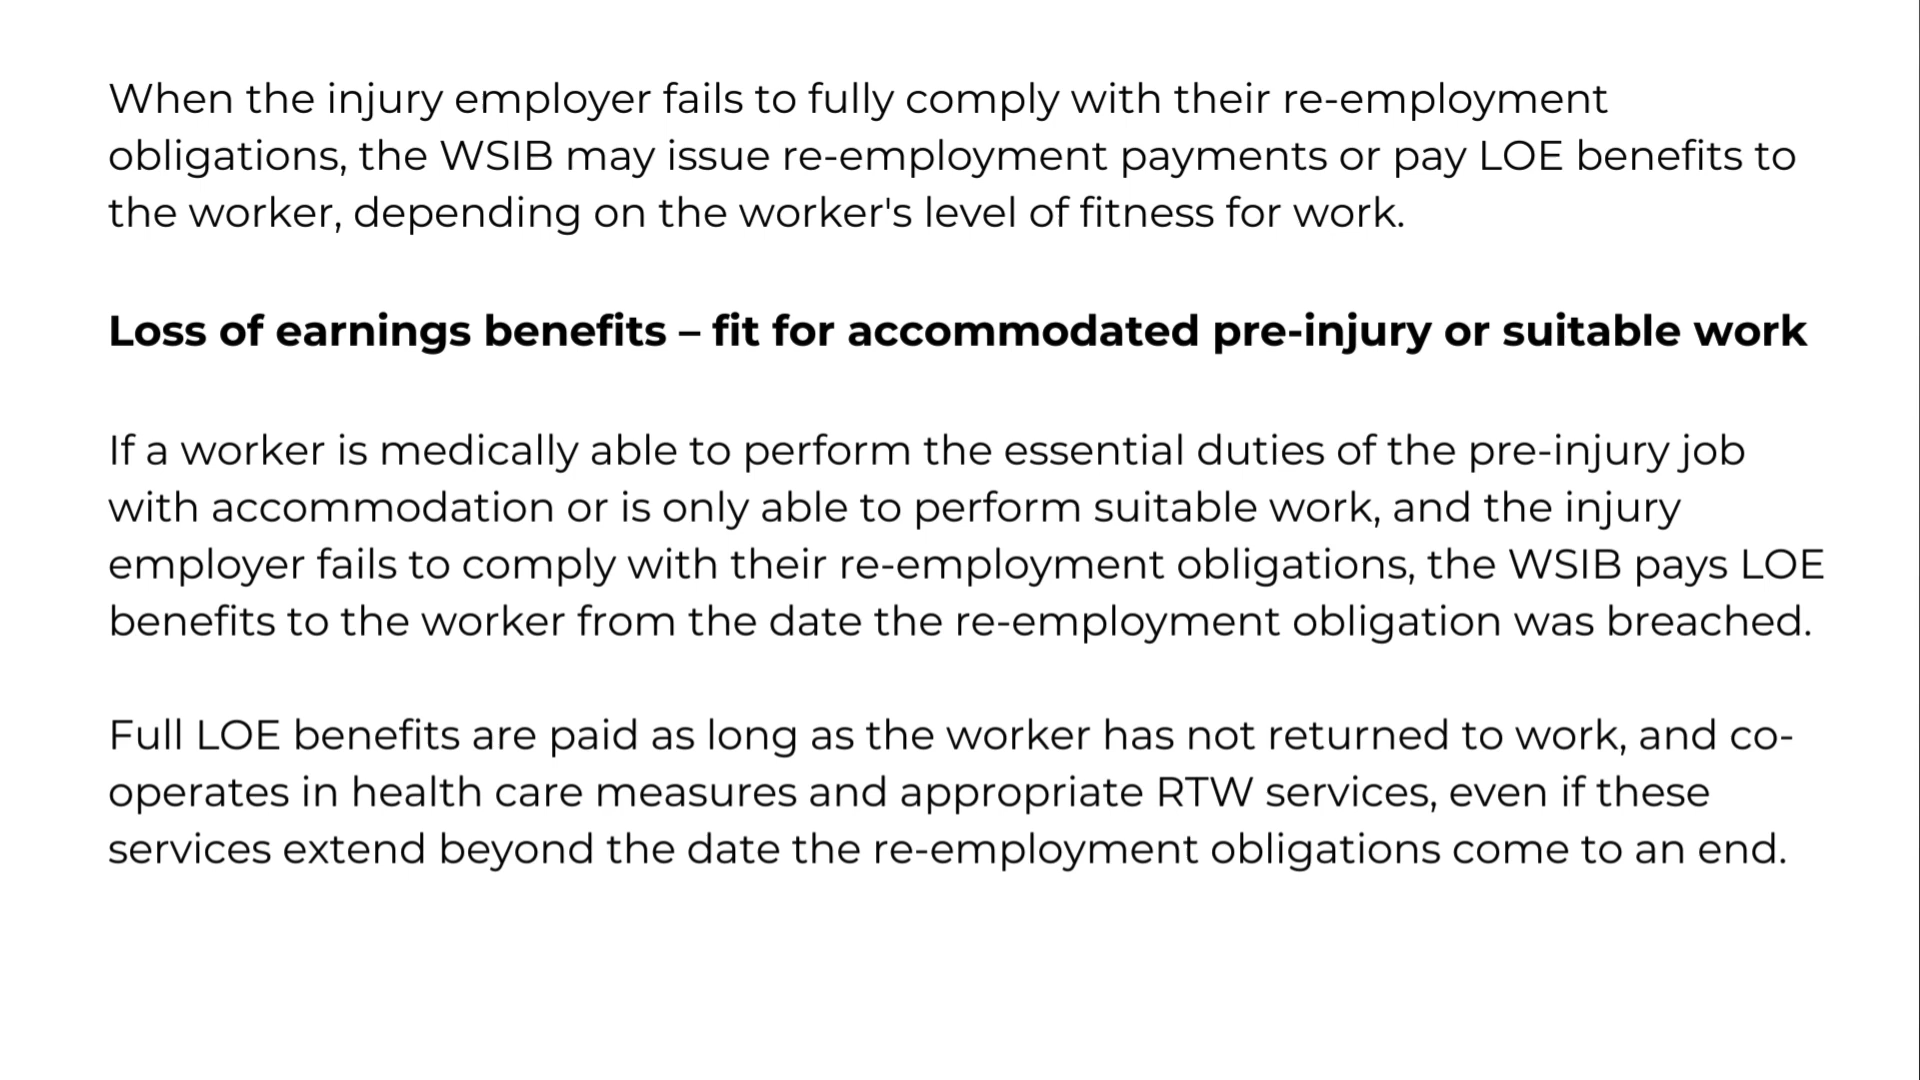 When the injury employer fails to fully comply with their re-employment
obligations, the WSIB may issue re-employment payments or pay LOE benefits to
the worker, depending on the worker's level of fitness for work.
Loss of earnings benefits – fit for accommodated pre-injury or suitable work
If a worker is medically able to perform the essential duties of the pre-injury job
with accommodation or is only able to perform suitable work, and the injury
employer fails to comply with their re-employment obligations, the WSIB pays LOE
benefits to the worker from the date the re-employment obligation was breached.
Full LOE benefits are paid as long as the worker has not returned to work, and co-
operates in health care measures and appropriate RTW services, even if these
services extend beyond the date the re-employment obligations come to an end.